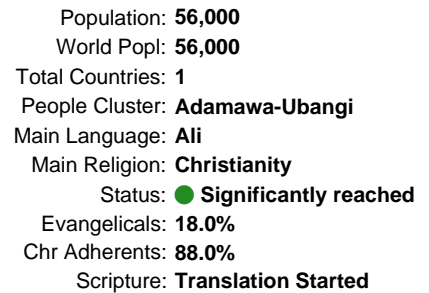 Population: 56,000
World Popl: 56,000
Total Countries: 1
People Cluster: Adamawa-Ubangi
Main Language: Ali
Main Religion: Christianity
Status: Significantly reached
Evangelicals: 18.0%
Chr Adherents: 88.0%
Scripture: Translation Started